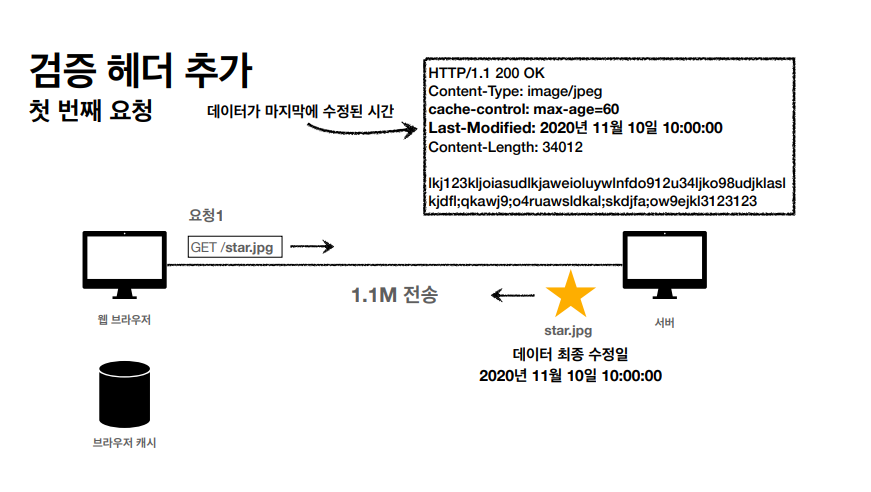 검증 헤더 추가
첫 번째 요청
데이터가 마지막에 수정된 시간
HTTP/1.1 200 OK
Content-Type: image/jpeg
cache-control: max-age=60
Last-Modified: 2020년 11월 10일 10:00:00
Content-Length: 34012
lkj123kljoiasudlkjaweioluywlnfdo912u34ljko98udjklasl
kjdfl;qkawj9;o4ruawsldkal;skdjfa;ow9ejkl3123123
요청1
GET /star.jpg
1.1M 전송
웹 브라우저
star.jpg
서버
데이터 최종 수정일
2020년 11월 10일 10:00:00
브라우저 캐시